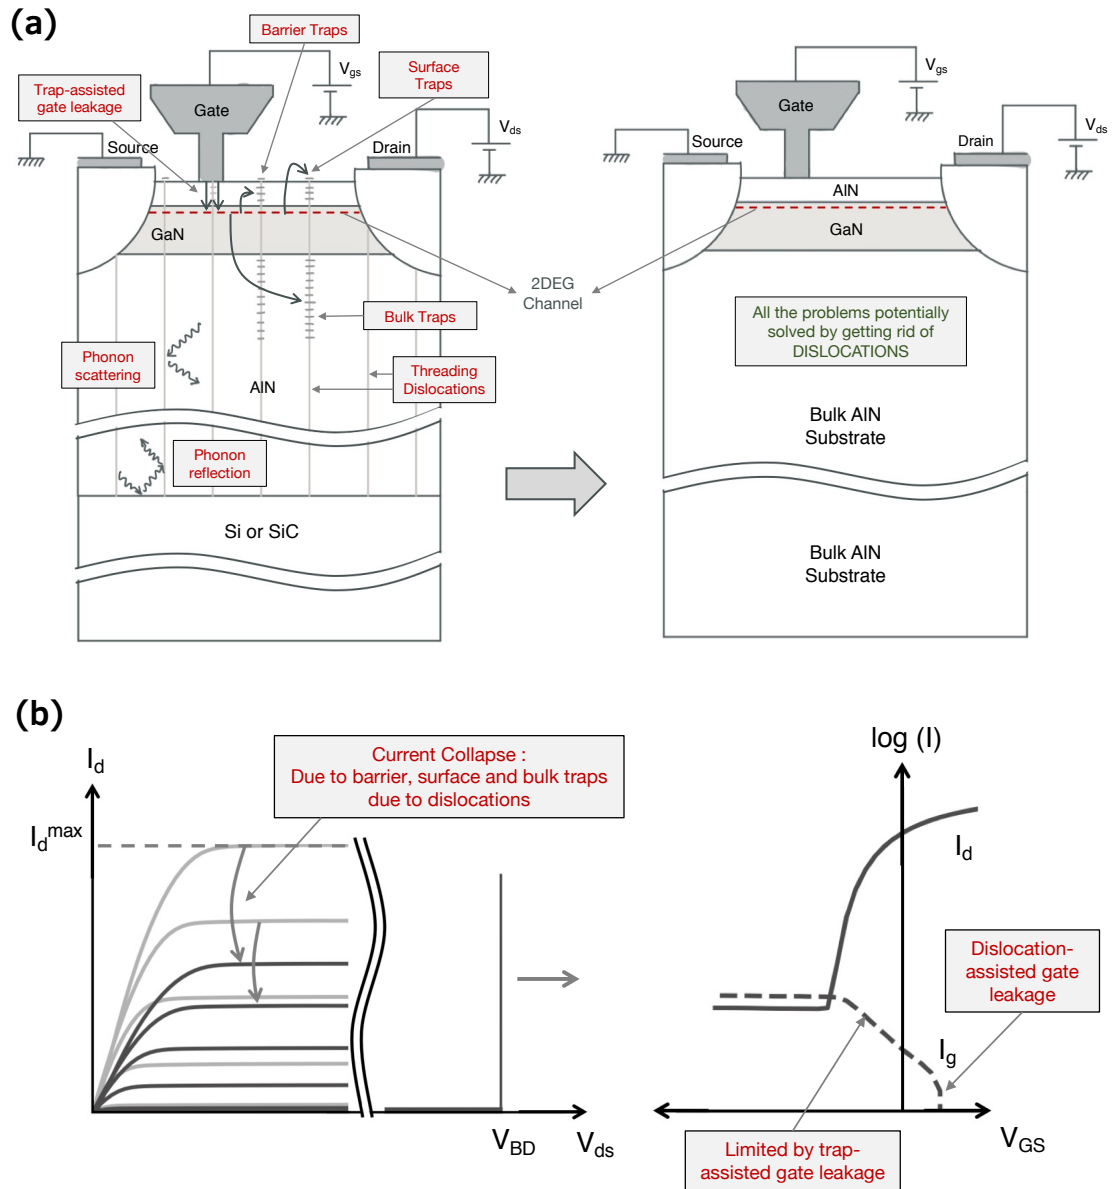 (a)
Barrier Traps
Trap-assisted
gate leakage
Surface
Traps
Vgs
Gate
Vds
Source
Drain
GaN
2DEG
Channel
Bulk Traps
Phonon
scattering
Threading
Dislocations
AlN
Phonon
reflection
Si or SiC
Vgs
Gate
Vds
Source
Drain
AlN
GaN
All the problems potentially
solved by getting rid of
DISLOCATIONS
Bulk AlN
Substrate
Bulk AlN
Substrate
(b)
Id
Idmax
Current Collapse :
Due to barrier, surface and bulk traps
due to dislocations
VBD
Vds
log (I)
Id
Dislocation-
assisted gate
leakage
Ig
Limited by trap-
assisted gate leakage
VGS